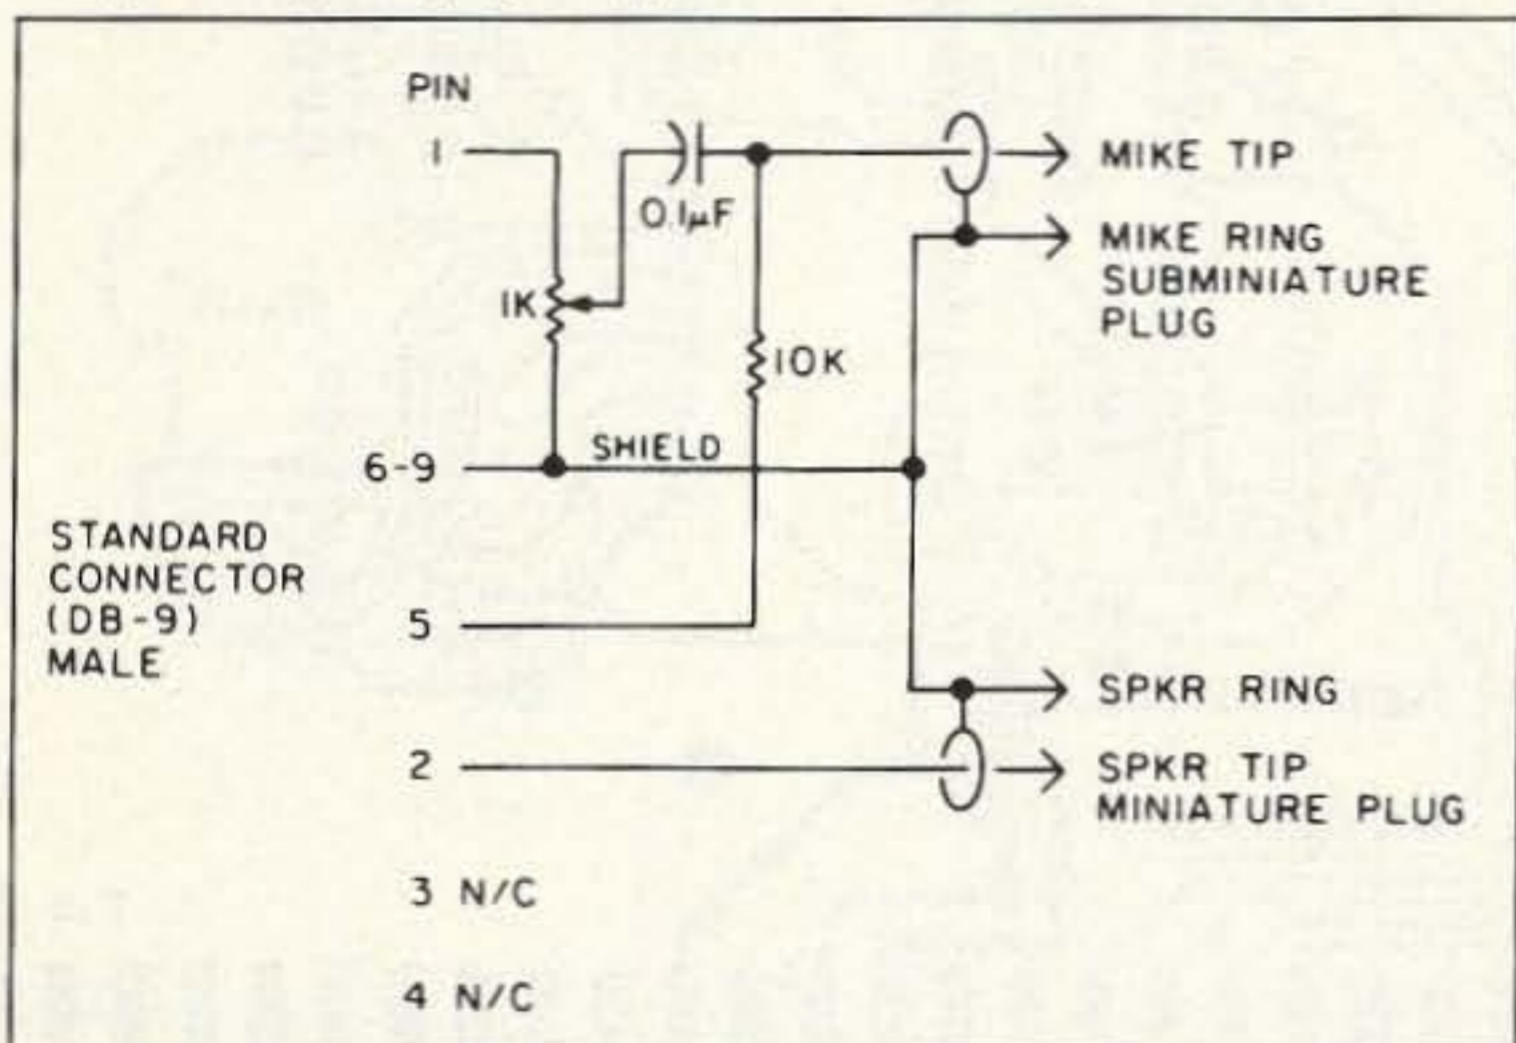 PIN
1
MIKE TIP
0.1µF
MIKE RING
SUBMINIATURE
PLUG
1K
10K
6-9
SHIELD
STANDARD
CONNECTOR
(DB-9)
MALE
5
SPKR RING
2
SPKR TIP
MINIATURE PLUG
3 N/C
4 N/C